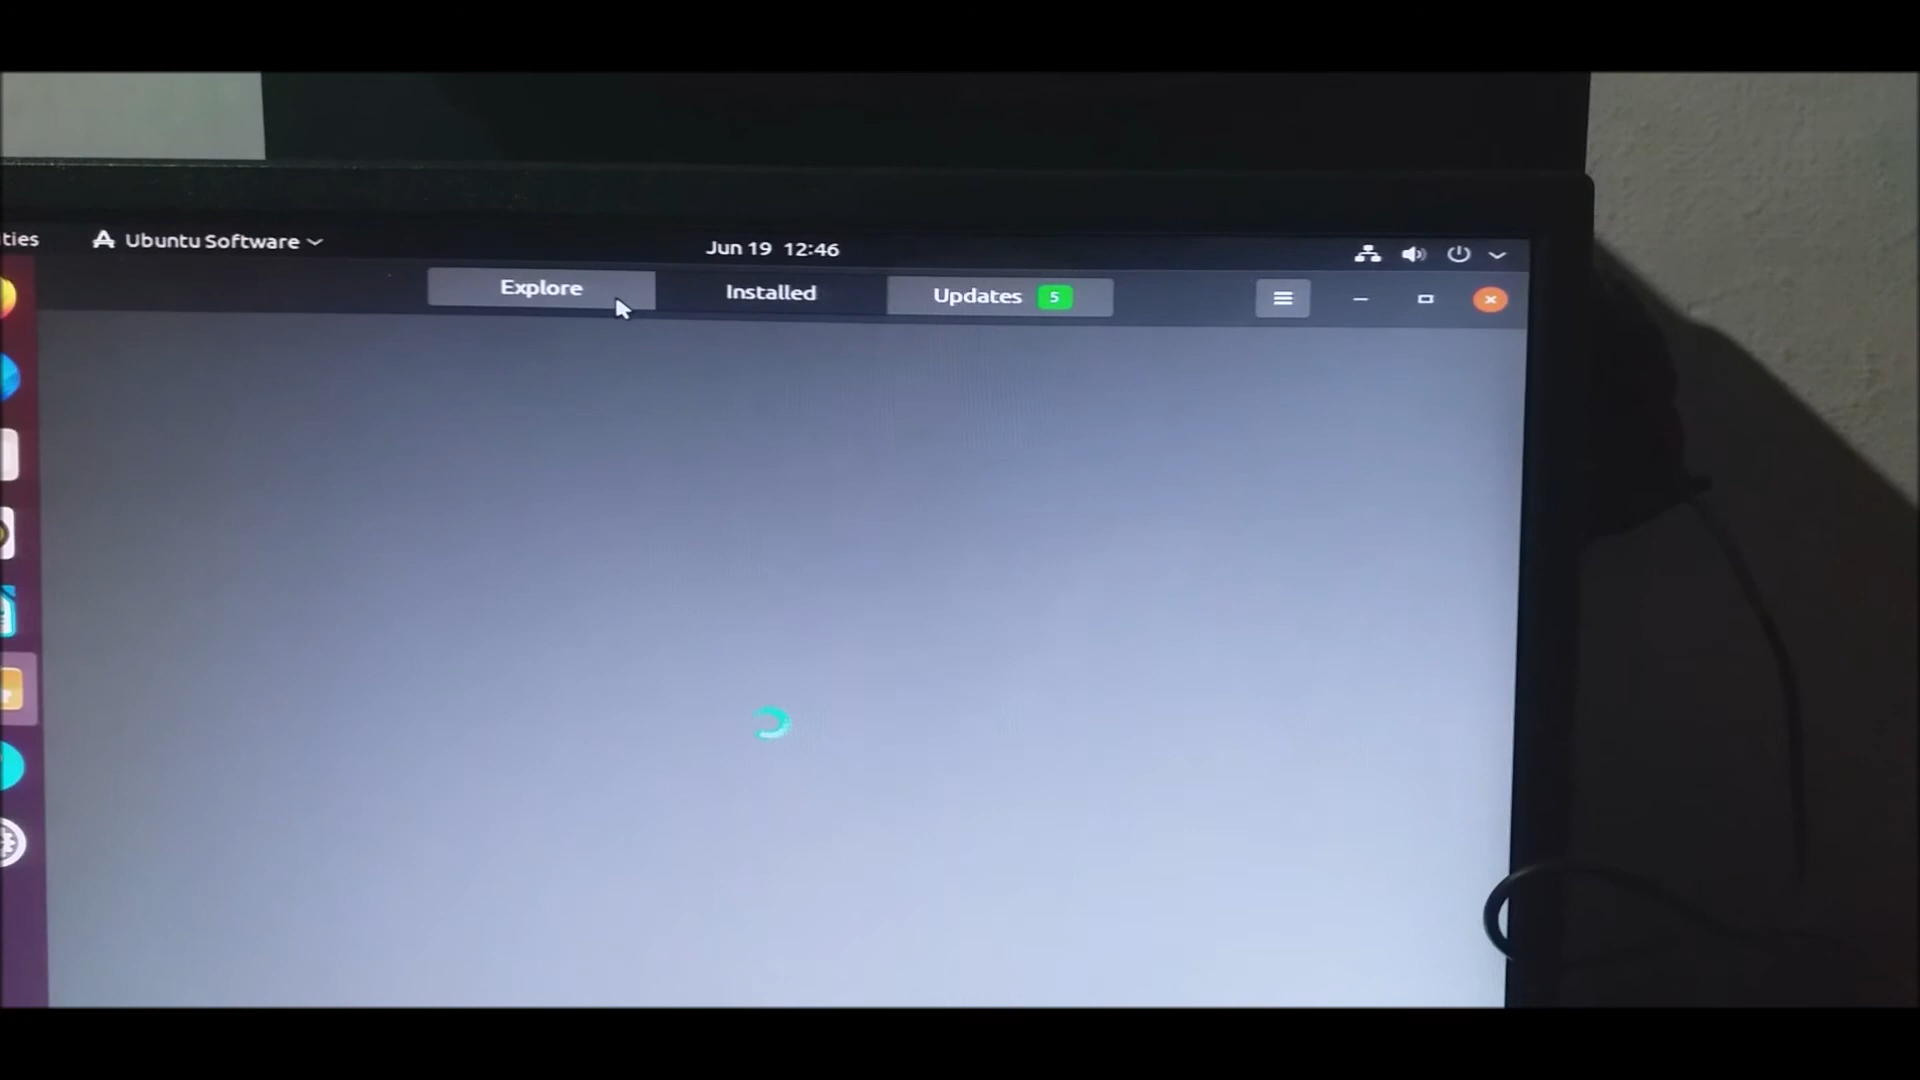 ties
Ubuntu Software
Jun 19 12:46
Explore
Installed
Updates 5